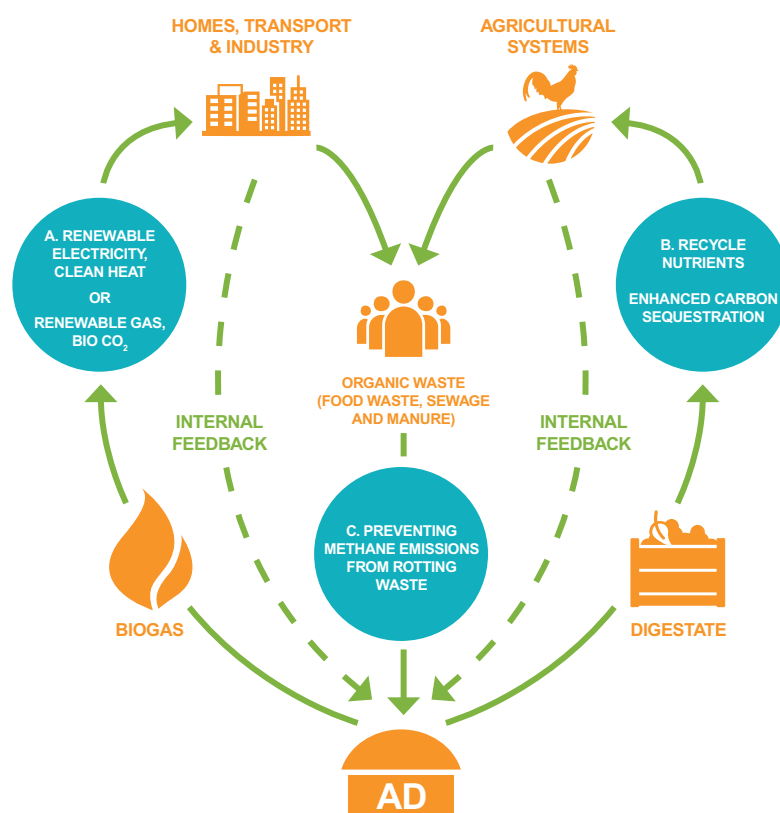 HOMES, TRANSPORT
& INDUSTRY
AGRICULTURAL
SYSTEMS
A. RENEWABLE
ELECTRICITY,
CLEAN HEAT
OR
RENEWABLE GAS,
BIO CO₂
B. RECYCLE
NUTRIENTS
ENHANCED CARBON
SEQUESTRATION
ORGANIC WASTE
(FOOD WASTE, SEWAGE
AND MANURE)
INTERNAL
FEEDBACK
INTERNAL
FEEDBACK
C. PREVENTING
METHANE EMISSIONS
FROM ROTTING
WASTE
BIOGAS
DIGESTATE
AD